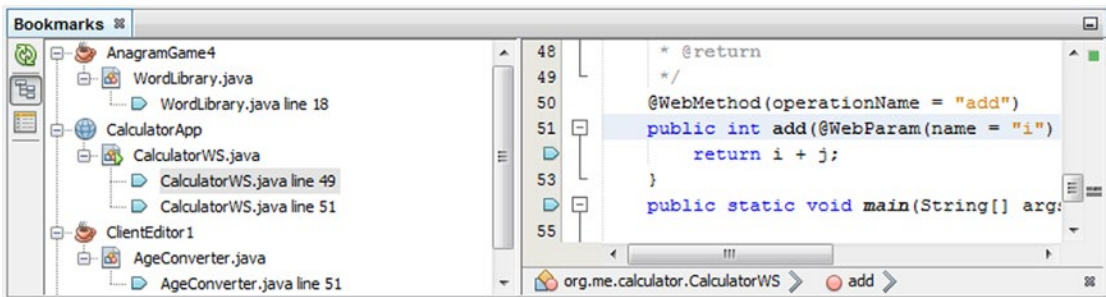 Bookmarks
AnagramGame4
WordLibrary.java
WordLibrary.java line 18
CalculatorApp
CalculatorWS.java
CalculatorWS.java line 49
CalculatorWS.java line 51
ClientEditor1
AgeConverter.java
AgeConverter.java line 51
48 * @return
49 */
50 @WebMethod(operationName = "add")
51 public int add(@WebParam(name = "i")
return i + j;
53 }
public static void main(String[] args
55
org.me.calculator.CalculatorWS add